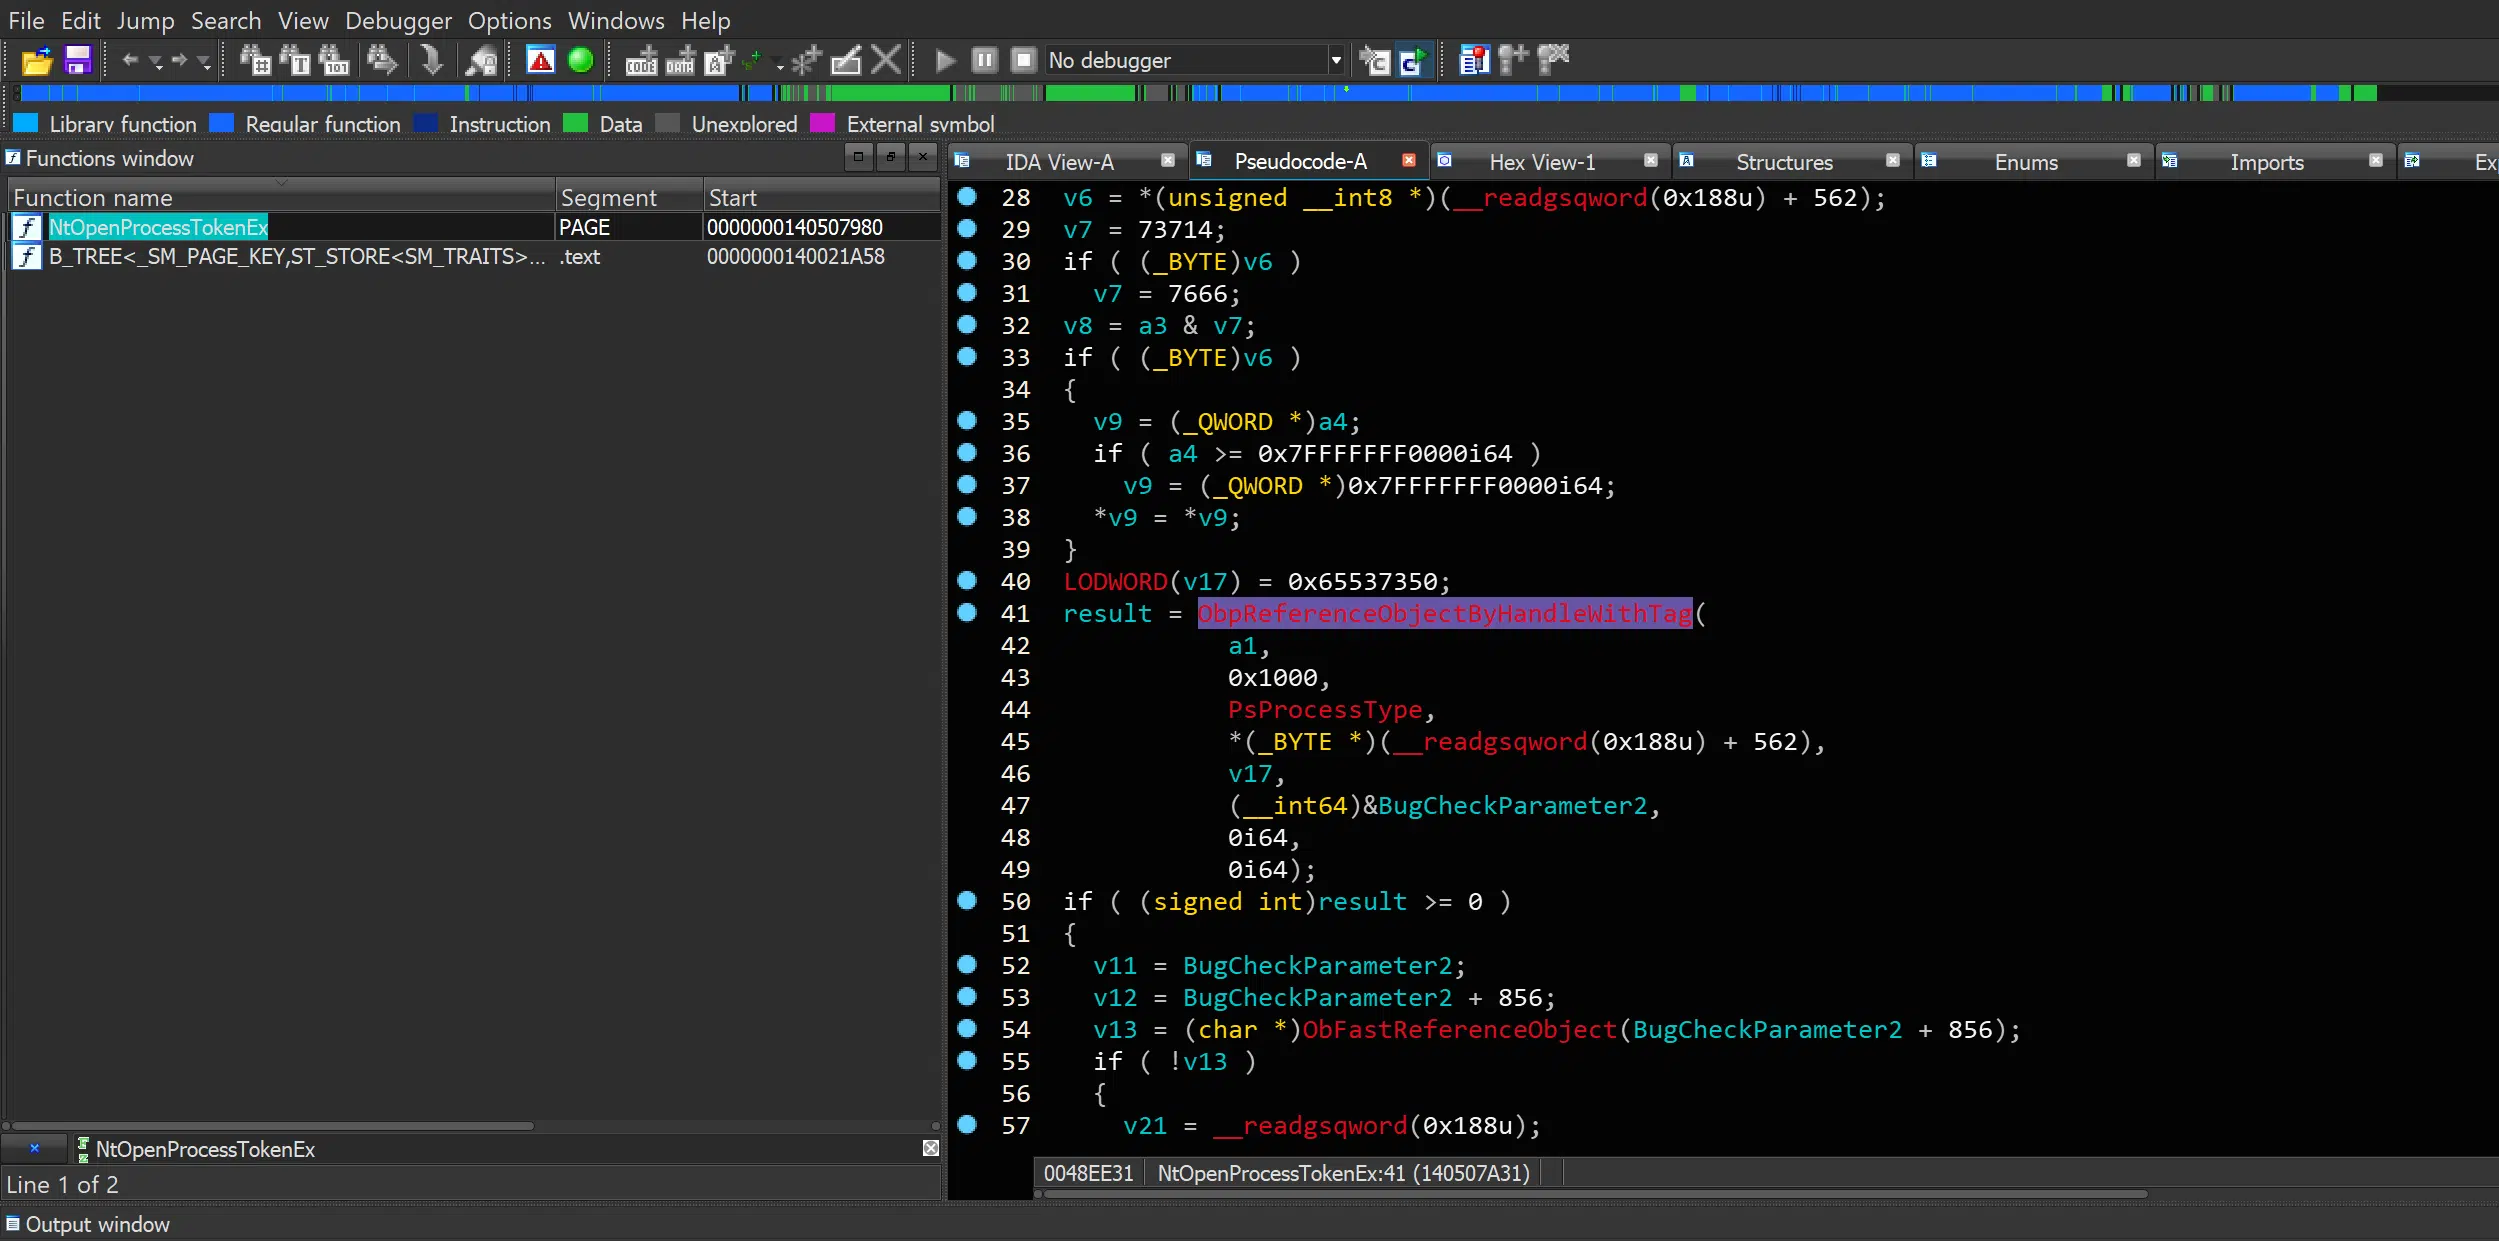 File Edit Jump Search View Debugger Options Windows Help
No debugger
Library function Regular function Instruction Data Unexplored External symbol
Functions window
Function name Segment Start
NtOpenProcessTokenEx PAGE 0000000140507980
B_TREE<_SM_PAGE_KEY,ST_STORE<SM_TRAITS>... .text 0000000140021A58
NtOpenProcessTokenEx
Line 1 of 2
IDA View-A Pseudocode-A Hex View-1 Structures Enums Imports
28 v6 = *(unsigned __int8 *)(__readgsqword(0x188u) + 562);
29 v7 = 73714;
30 if ( (_BYTE)v6 )
31 v7 = 7666;
32 v8 = a3 & v7;
33 if ( (_BYTE)v6 )
34 {
35 v9 = (_QWORD *)a4;
36 if ( a4 >= 0x7FFFFFFF0000i64 )
37 v9 = (_QWORD *)0x7FFFFFFF0000i64;
38 *v9 = *v9;
39 }
40 LODWORD(v17) = 0x65537350;
41 result = ObpReferenceObjectByHandleWithTag(
42 a1,
43 0x1000,
44 PsProcessType,
45 *(_BYTE *)(__readgsqword(0x188u) + 562),
46 v17,
47 (__int64)&BugCheckParameter2,
48 0i64,
49 0i64);
50 if ( (signed int)result >= 0 )
51 {
52 v11 = BugCheckParameter2;
53 v12 = BugCheckParameter2 + 856;
54 v13 = (char *)ObFastReferenceObject(BugCheckParameter2 + 856);
55 if ( !v13 )
56 {
57 v21 = __readgsqword(0x188u);
0048EE31 NtOpenProcessTokenEx:41 (140507A31)
Output window